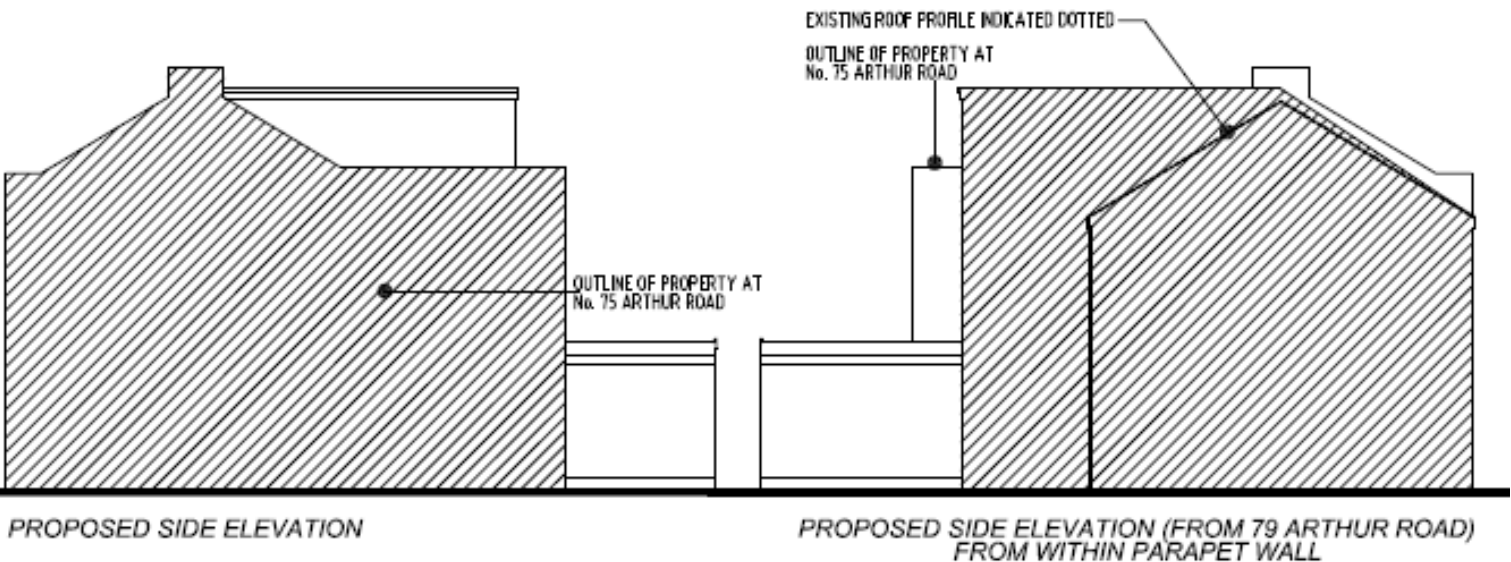 EXISTING ROOF PROFILE INDICATED DOTTED
OUTLINE OF PROPERTY AT
No. 75 ARTHUR ROAD
OUTLINE OF PROPERTY AT
No. 75 ARTHUR ROAD
PROPOSED SIDE ELEVATION
PROPOSED SIDE ELEVATION (FROM 79 ARTHUR ROAD)
FROM WITHIN PARAPET WALL